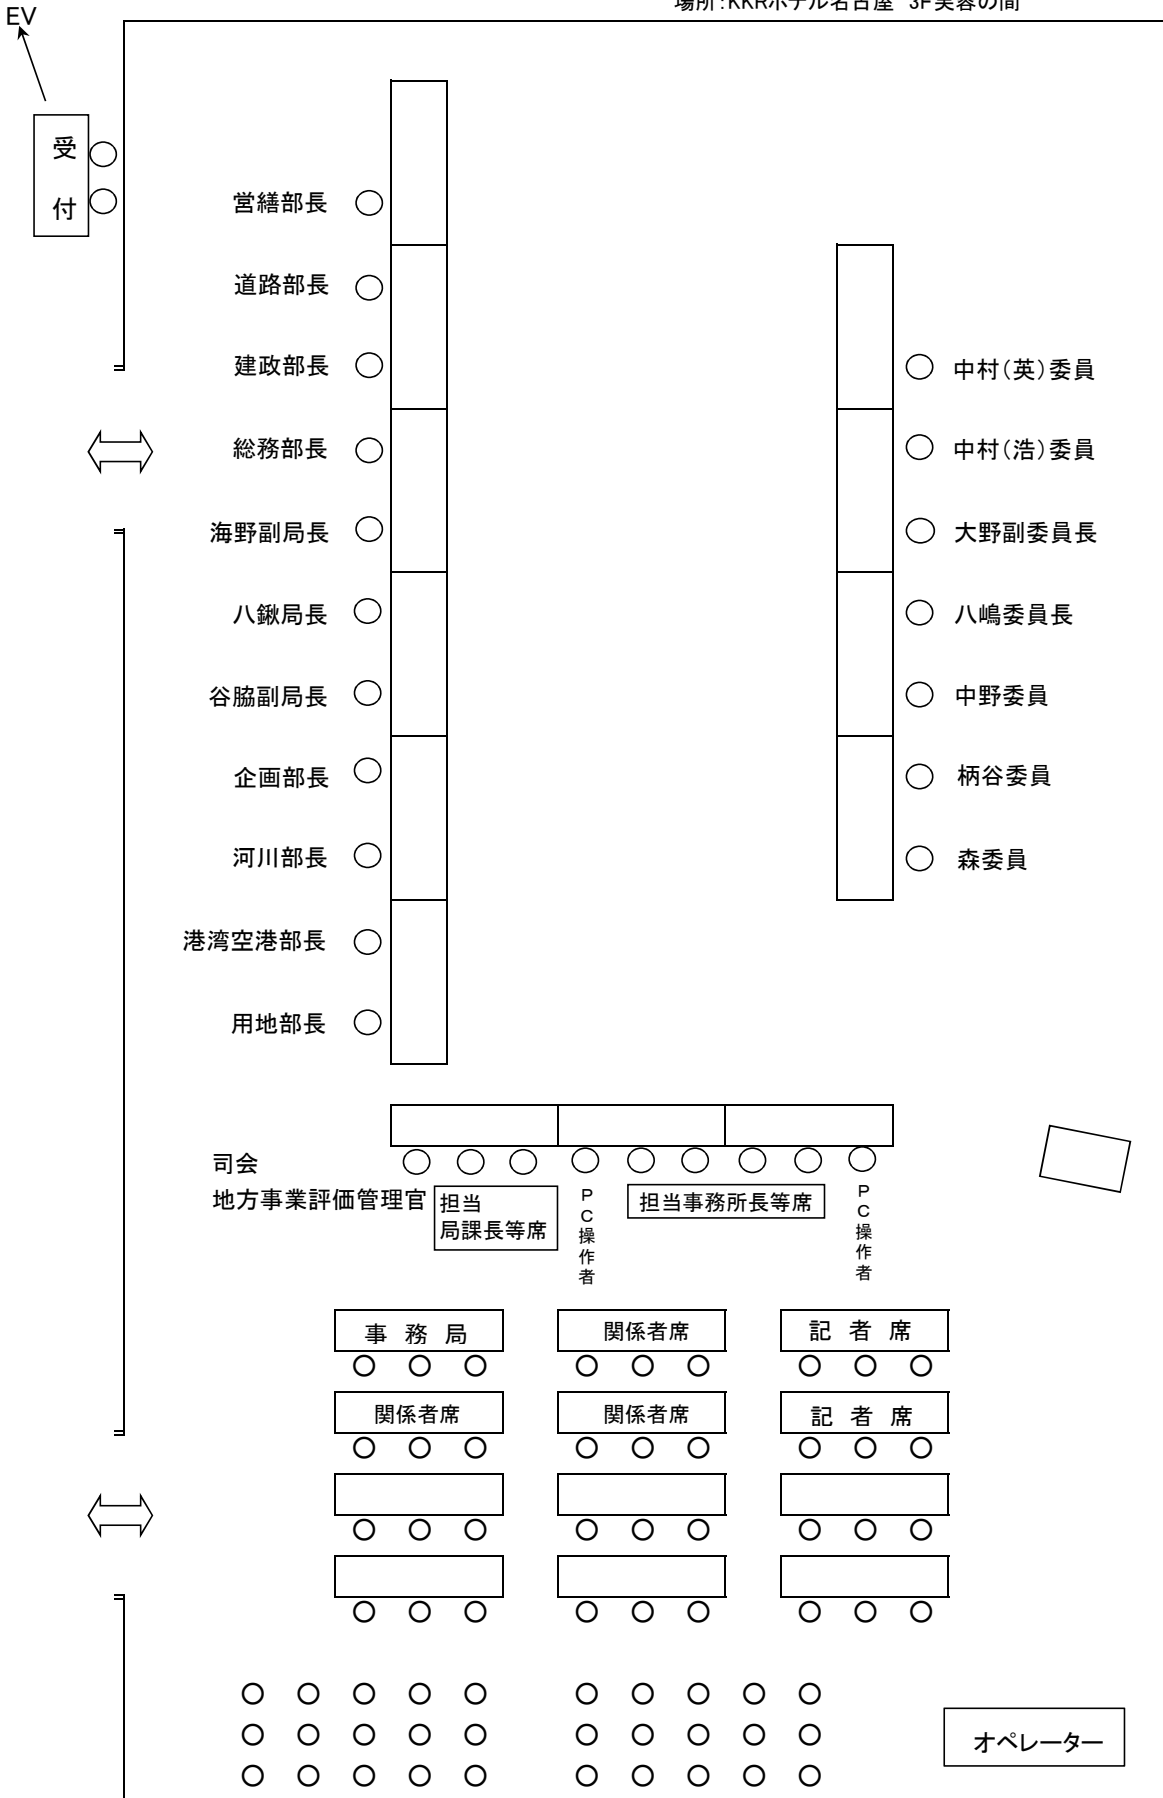 場所：KKRホテル名古屋 3F芙蓉の間
EV
受付
営繕部長
道路部長
建政部長
総務部長
海野副局長
八鍬局長
谷脇副局長
企画部長
河川部長
港湾空港部長
用地部長
中村（英）委員
中村（浩）委員
大野副委員長
八嶋委員長
中野委員
柄谷委員
森委員
司会
地方事業評価管理官
担当
局課長等席
PC操作者
担当事務所長等席
PC操作者
事務局
関係者席
記者席
関係者席
関係者席
記者席
オペレーター